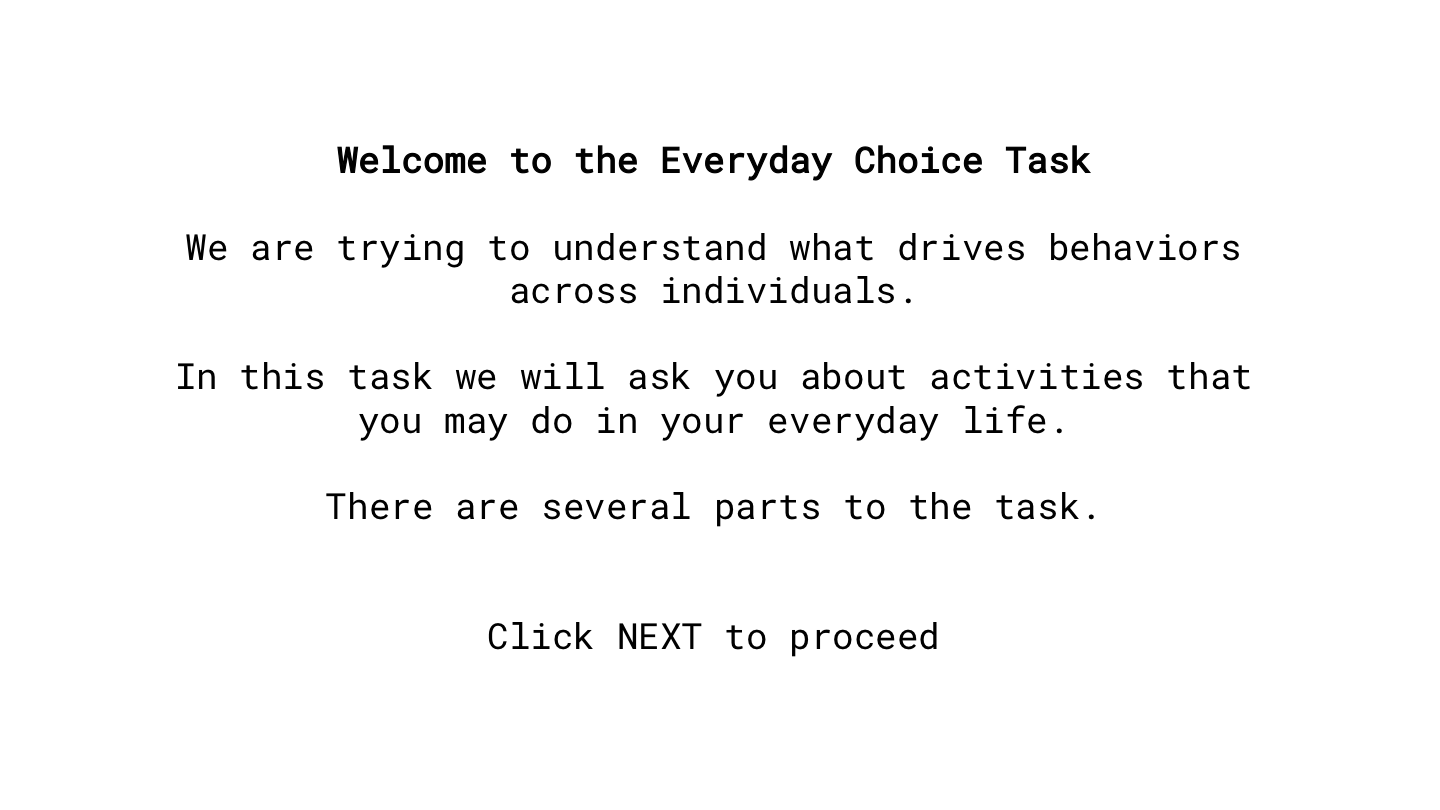 Welcome to the Everyday Choice Task
We are trying to understand what drives behaviors
across individuals.
In this task we will ask you about activities that
you may do in your everyday life.
There are several parts to the task.
Click NEXT to proceed